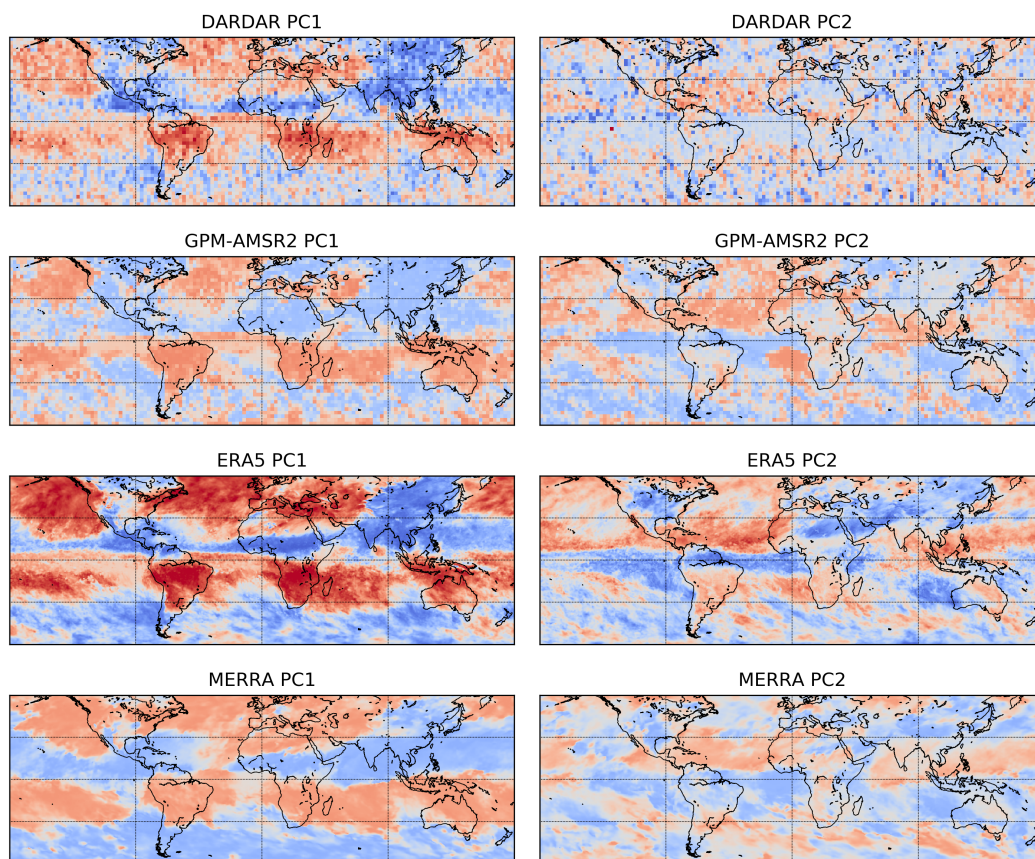 DARDAR PC1
DARDAR PC2
GPM-AMSR2 PC1
GPM-AMSR2 PC2
ERA5 PC1
ERA5 PC2
MERRA PC1
MERRA PC2